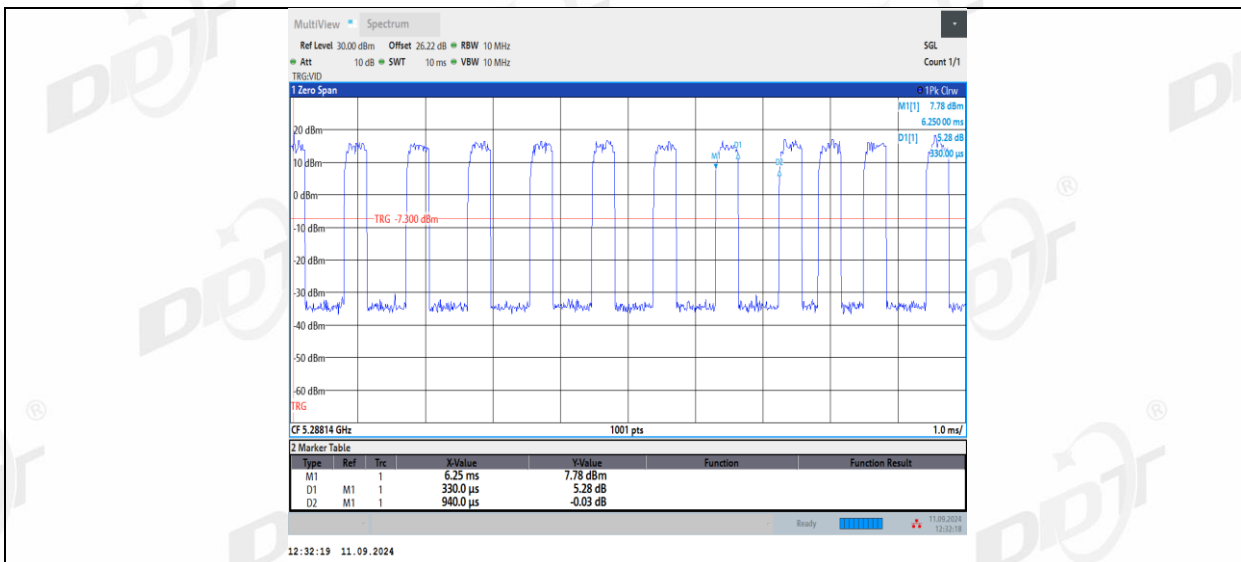 MultiView Spectrum
Ref Level 30.00 dBm Offset 26.22 dB RBW 10 MHz SGL
Att 10 dB SWT 10 ms VBW 10 MHz Count 1/1
TRG:VID
1 Zero Span 1Pk Clrw
M1[1] 7.78 dBm
6.250 00 ms
D1[1] 5.28 dB
330.00 µs
20 dBm
M1 D1 D2
10 dBm
0 dBm
TRG -7.300 dBm
-10 dBm
-20 dBm
-30 dBm
-40 dBm
-50 dBm
-60 dBm
TRG
CF 5.28814 GHz 1001 pts 1.0 ms/
2 Marker Table
Type Ref Trc X-Value Y-Value Function Function Result
M1 1 6.25 ms 7.78 dBm
D1 M1 1 330.0 µs 5.28 dB
D2 M1 1 940.0 µs -0.03 dB
Ready 11.09.2024
12:32:18
12:32:19 11.09.2024
DDT
®